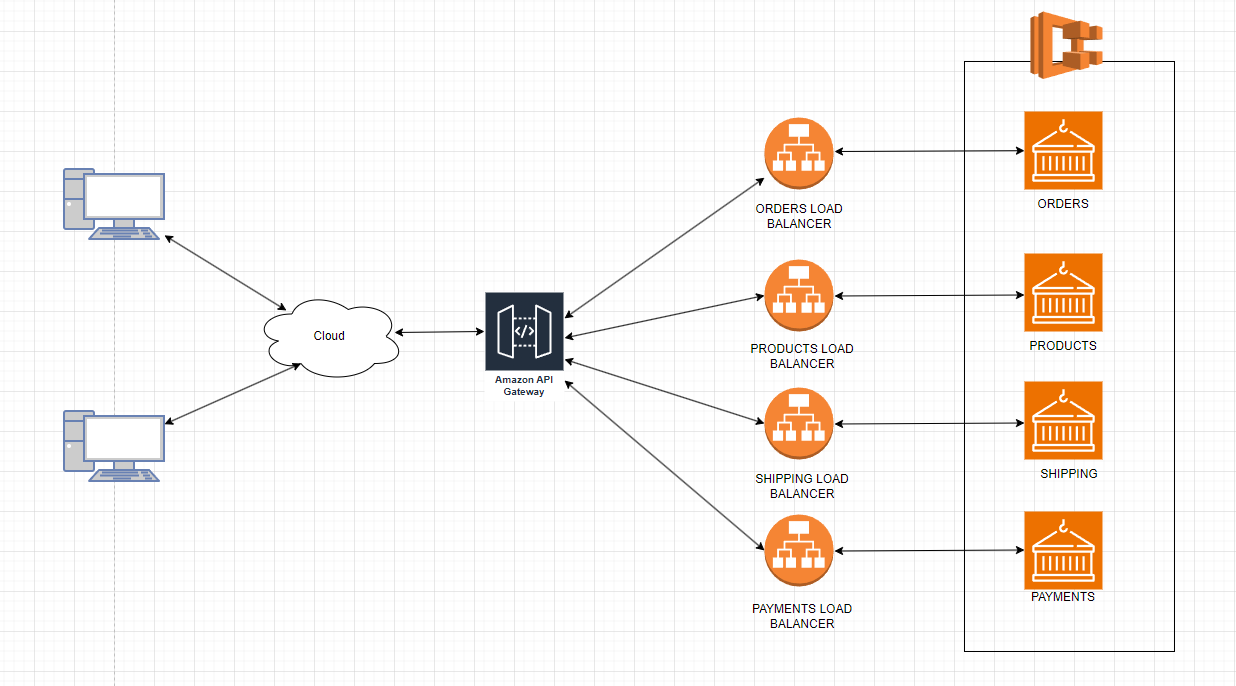 ORDERS
ORDERS LOAD
BALANCER
Cloud
PRODUCTS
PRODUCTS LOAD
BALANCER
Amazon API
Gateway
SHIPPING
SHIPPING LOAD
BALANCER
PAYMENTS
PAYMENTS LOAD
BALANCER